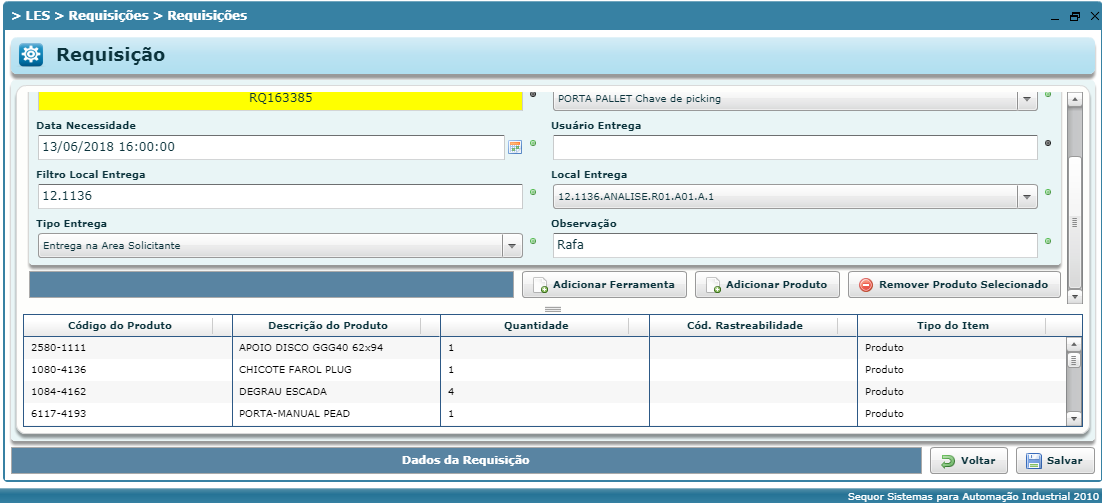 > LES > Requisições > Requisições
Requisição
RQ163385
PORTA PALLET Chave de picking
Data Necessidade
Usuário Entrega
13/06/2018 16:00:00
Filtro Local Entrega
Local Entrega
12.1136
12.1136.ANALISE.R01.A01.A.1
Tipo Entrega
Observação
Entrega na Area Solicitante
Rafa
Adicionar Ferramenta
Adicionar Produto
Remover Produto Selecionado
Código do Produto Descrição do Produto Quantidade Cód. Rastreabilidade Tipo do Item
2580-1111 APOIO DISCO GGG40 62x94 1 Produto
1080-4136 CHICOTE FAROL PLUG 1 Produto
1084-4162 DEGRAU ESCADA 4 Produto
6117-4193 PORTA-MANUAL PEAD 1 Produto
Dados da Requisição
Voltar
Salvar
Sequor Sistemas para Automação Industrial 2010